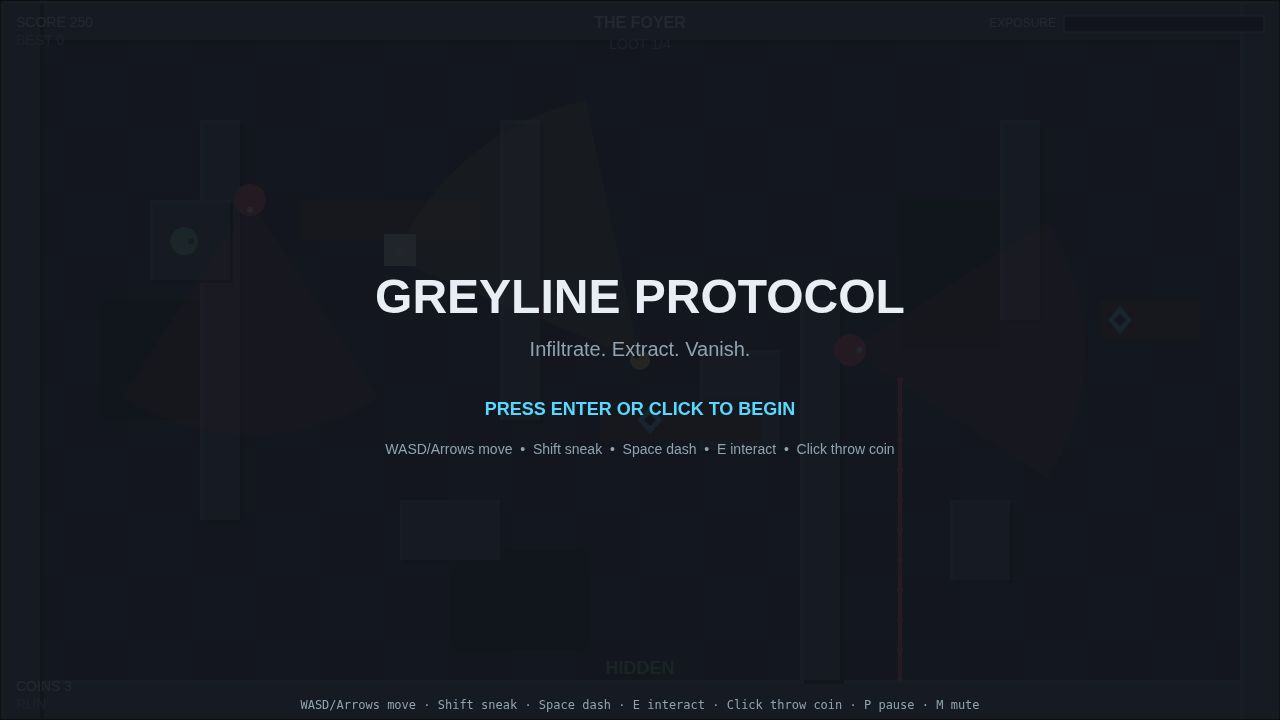 SCORE 250
THE FOYER
EXPOSURE
BEST 0
LOOT 1/4
GREYLINE PROTOCOL
Infiltrate. Extract. Vanish.
PRESS ENTER OR CLICK TO BEGIN
WASD/Arrows move • Shift sneak • Space dash • E interact • Click throw coin
HIDDEN
COINS 3
RUN
WASD/Arrows move · Shift sneak · Space dash · E interact · Click throw coin · P pause · M mute